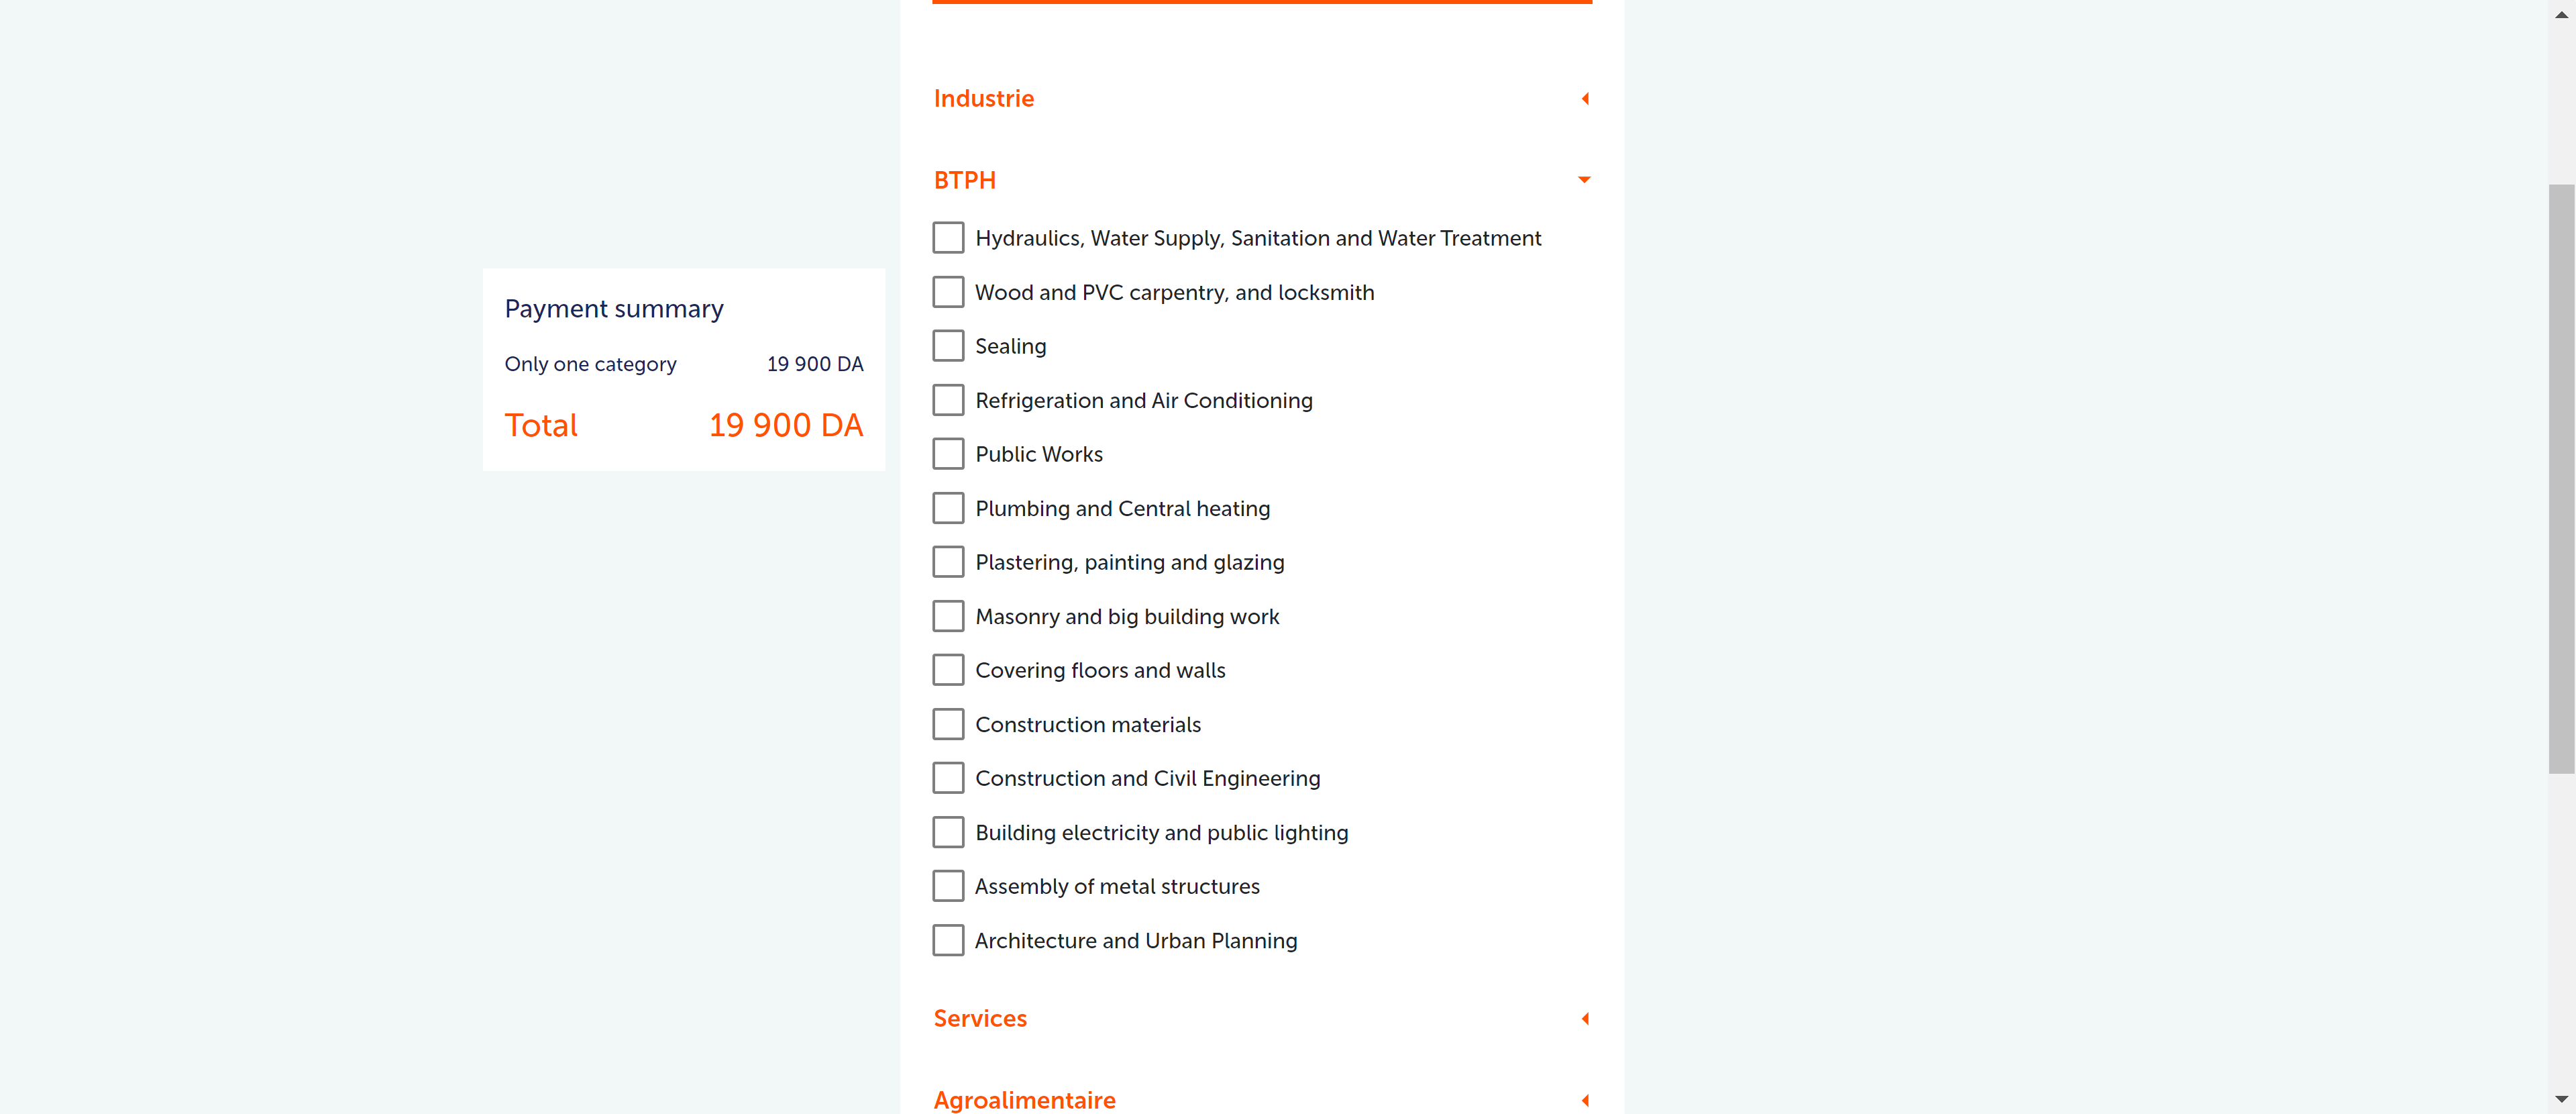 Industrie
BTPH
Hydraulics, Water Supply, Sanitation and Water Treatment
Wood and PVC carpentry, and locksmith
Sealing
Refrigeration and Air Conditioning
Public Works
Plumbing and Central heating
Plastering, painting and glazing
Masonry and big building work
Covering floors and walls
Construction materials
Construction and Civil Engineering
Building electricity and public lighting
Assembly of metal structures
Architecture and Urban Planning
Services
Agroalimentaire
Payment summary
Only one category 19 900 DA
Total 19 900 DA